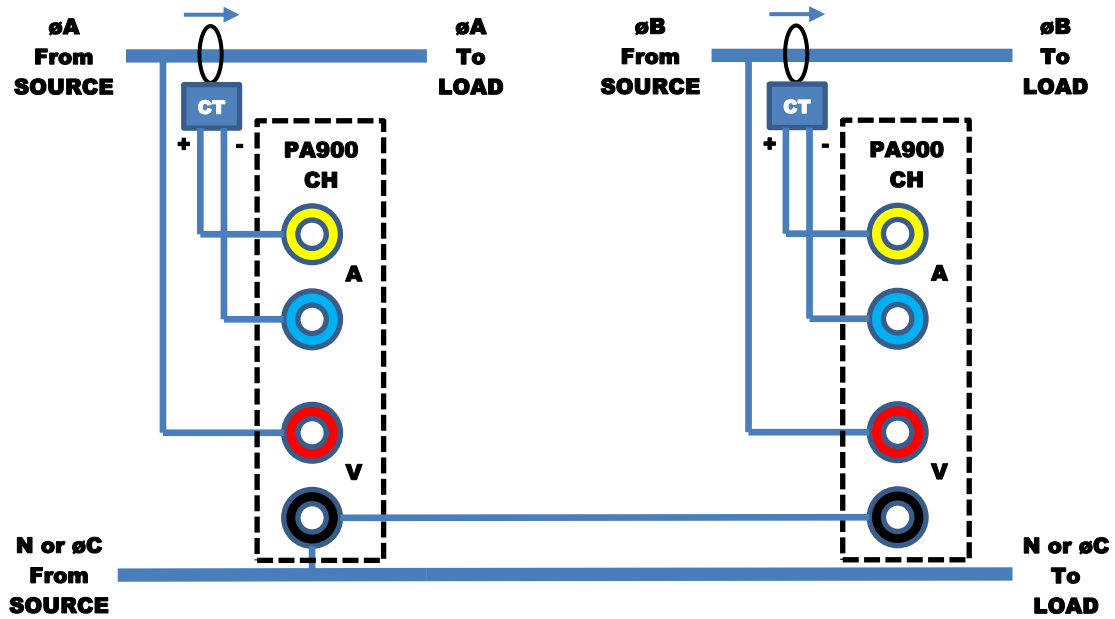 øA
From
SOURCE
øA
To
LOAD
øB
From
SOURCE
øB
To
LOAD
CT
+ -
PA900
CH
A
V
CT
+ -
PA900
CH
A
V
N or øC
From
SOURCE
N or øC
To
LOAD